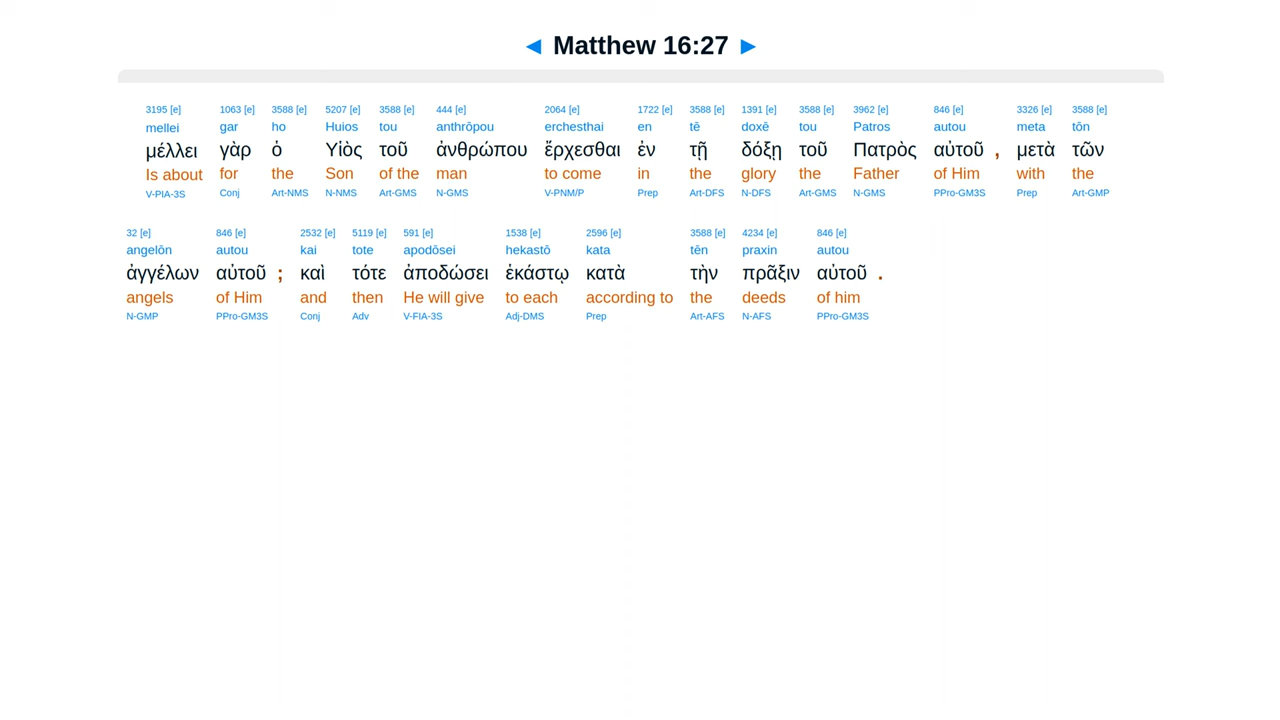 ◄ Matthew 16:27 ►
3195 [e] 1063 [e] 3588 [e] 5207 [e] 3588 [e] 444 [e] 2064 [e] 1722 [e] 3588 [e] 1391 [e] 3588 [e] 3962 [e] 846 [e] 3326 [e] 3588 [e]
mellei gar ho Huios tou anthrōpou erchesthai en tē doxē tou Patros autou meta tōn
μέλλει γὰρ ὁ Υἱὸς τοῦ ἀνθρώπου ἔρχεσθαι ἐν τῇ δόξῃ τοῦ Πατρὸς αὐτοῦ , μετὰ τῶν
Is about for the Son of the man to come in the glory the Father of Him with the
V-PIA-3S Conj Art-NMS N-NMS Art-GMS N-GMS V-PNM/P Prep Art-DFS N-DFS Art-GMS N-GMS PPro-GM3S Prep Art-GMP
32 [e] 846 [e] 2532 [e] 5119 [e] 591 [e] 1538 [e] 2596 [e] 3588 [e] 4234 [e] 846 [e]
angelōn autou kai tote apodōsei hekastō kata tēn praxin autou
ἀγγέλων αὐτοῦ ; καὶ τότε ἀποδώσει ἑκάστῳ κατὰ τὴν πρᾶξιν αὐτοῦ .
angels of Him and then He will give to each according to the deeds of him
N-GMP PPro-GM3S Conj Adv V-FIA-3S Adj-DMS Prep Art-AFS N-AFS PPro-GM3S